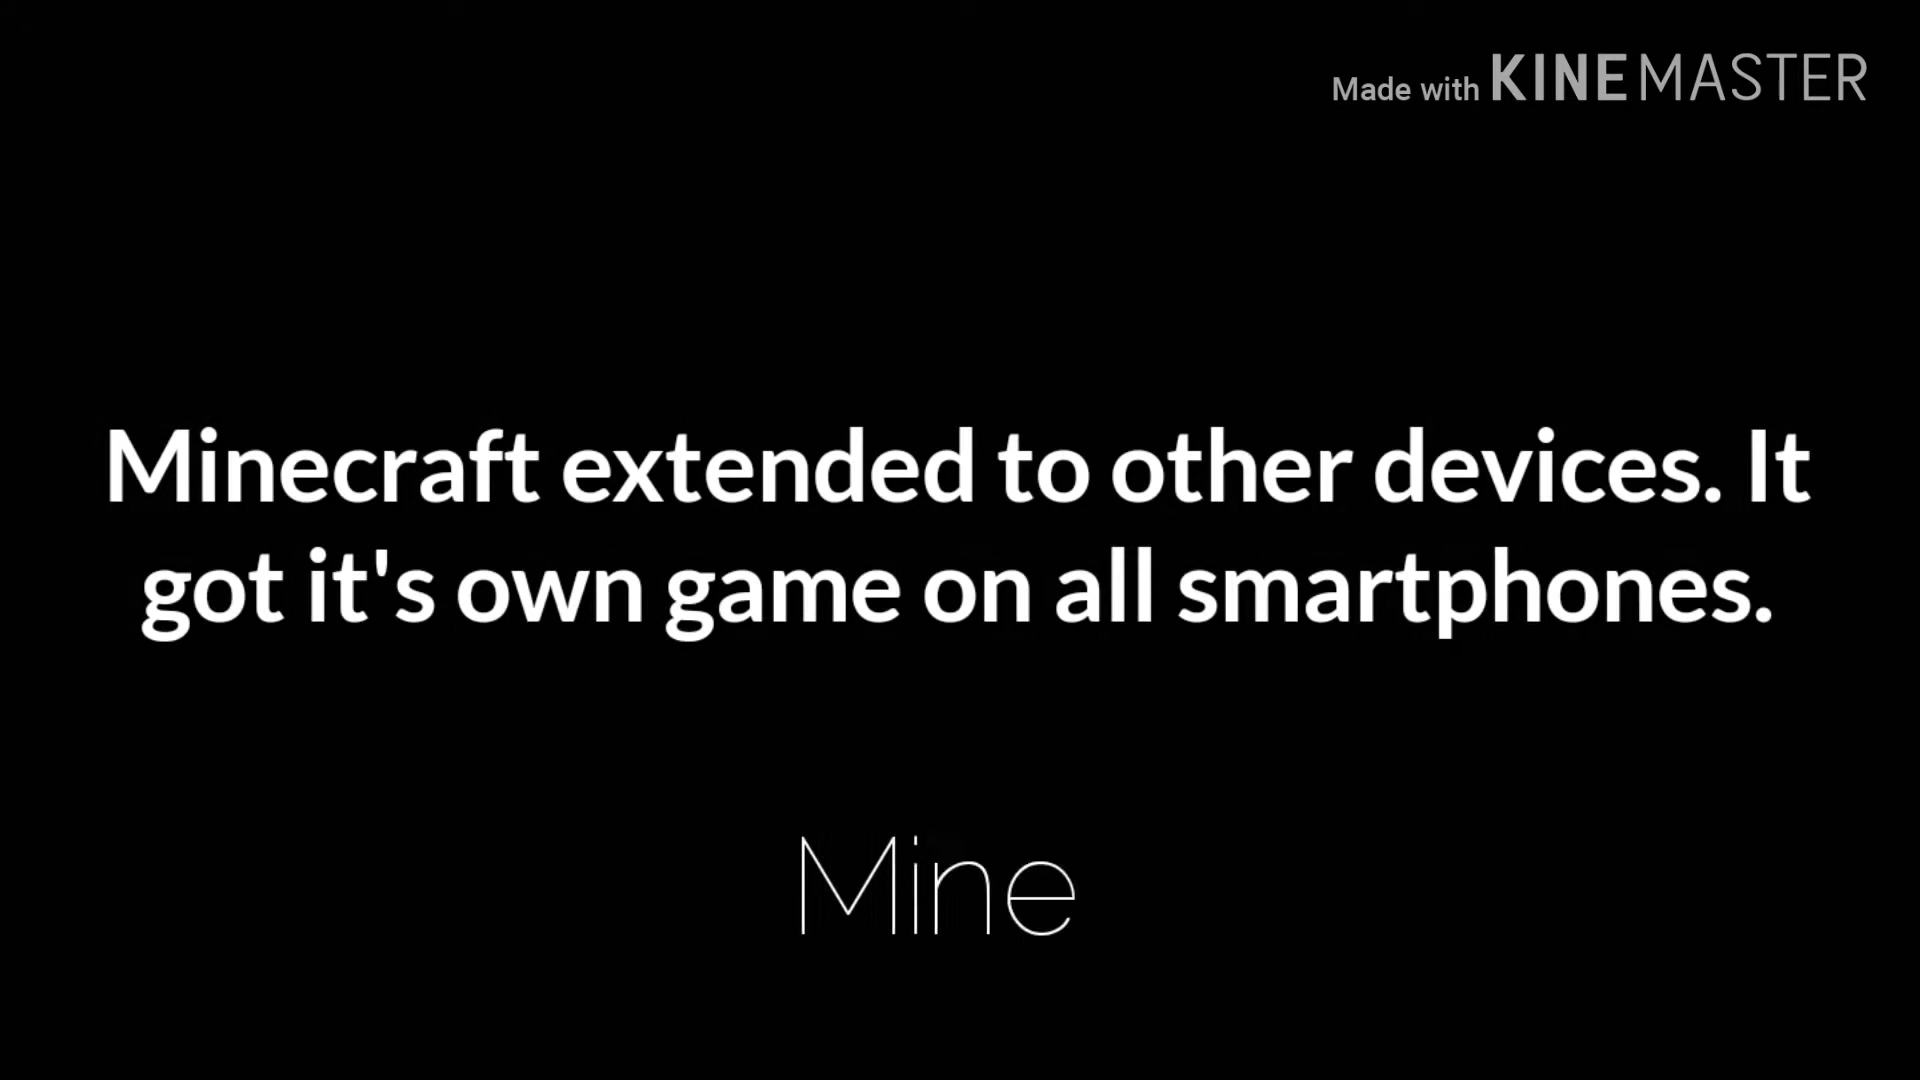 Made with KINEMASTER
Minecraft extended to other devices. It
got it's own game on all smartphones.
Mine